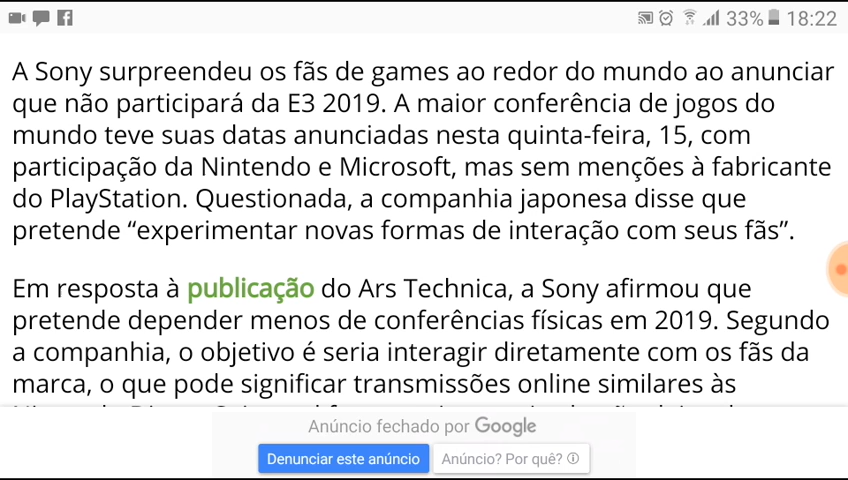 33% 18:22
A Sony surpreendeu os fãs de games ao redor do mundo ao anunciar
que não participará da E3 2019. A maior conferência de jogos do
mundo teve suas datas anunciadas nesta quinta-feira, 15, com
participação da Nintendo e Microsoft, mas sem menções à fabricante
do PlayStation. Questionada, a companhia japonesa disse que
pretende “experimentar novas formas de interação com seus fãs”.
Em resposta à publicação do Ars Technica, a Sony afirmou que
pretende depender menos de conferências físicas em 2019. Segundo
a companhia, o objetivo é seria interagir diretamente com os fãs da
marca, o que pode significar transmissões online similares às
Anúncio fechado por Google
Denunciar este anúncio Anúncio? Por quê?